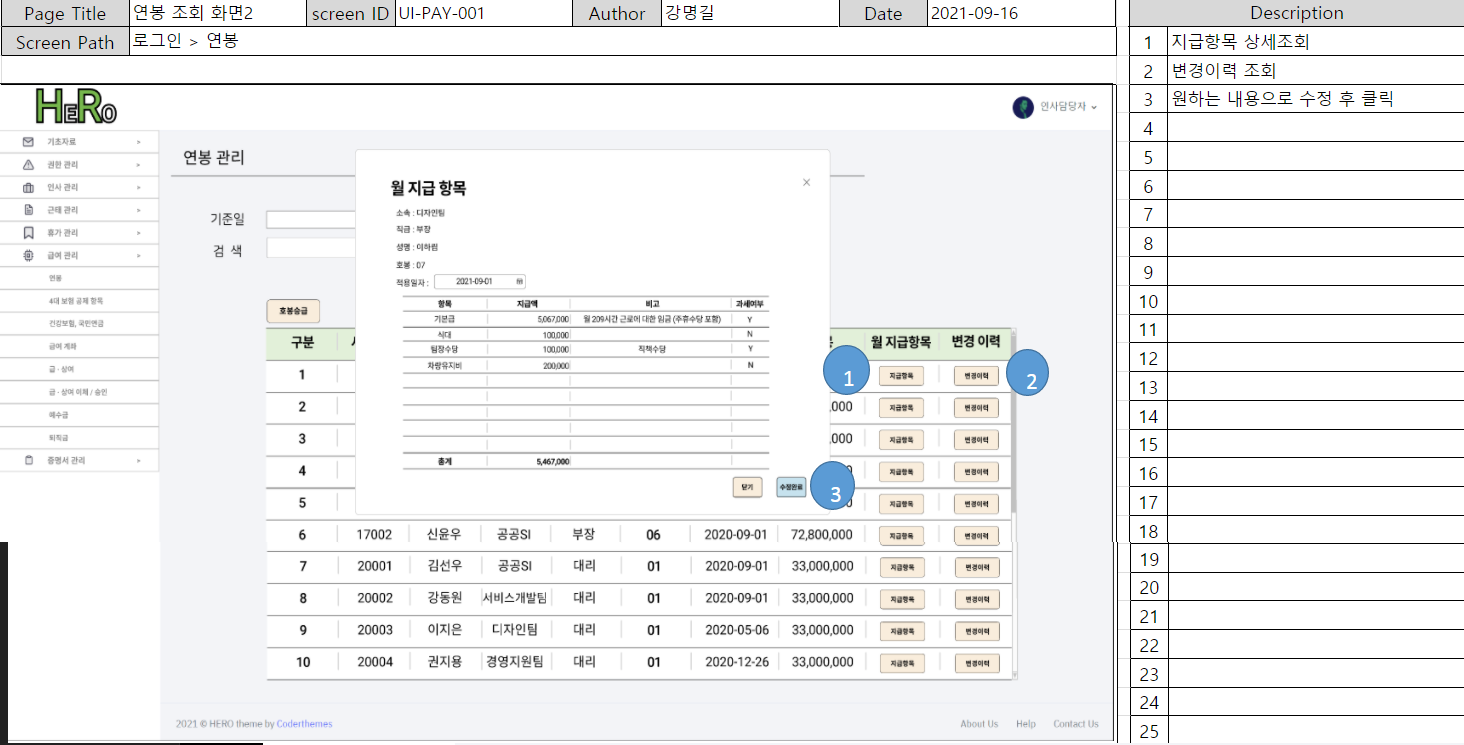 Page Title 연봉 조회 화면2 screen ID UI-PAY-001 Author 강명길 Date 2021-09-16 Description
Screen Path 로그인 > 연봉
1 지급항목 상세조회
2 변경이력 조회
3 원하는 내용으로 수정 후 클릭
4
5
6
7
8
9
10
11
12
13
14
15
16
17
18
19
20
21
22
23
24
25
HERO
인사담당자
기초자료
권한 관리
인사 관리
근태 관리
휴가 관리
급여 관리
연봉
4대 보험 공제 항목
건강보험, 국민연금
급여 계좌
급·상여
급·상여 이체 / 승인
예수금
퇴직금
증명서 관리
연봉 관리
기준일
검 색
호봉승급
월 지급 항목
×
소속 : 디자인팀
직급 : 부장
성명 : 이하림
호봉 : 07
적용일자 : 2021-09-01
항목 지급액 비고 과세여부
기본급 5,067,000 월 209시간 근로에 대한 임금 (주휴수당 포함) Y
식대 100,000 N
팀장수당 100,000 직책수당 Y
차량유지비 200,000 N
총계 5,467,000
닫기 수정완료
3
구분 월 지급항목 변경 이력
1 1 지급항목 변경이력 2
2 ,000 지급항목 변경이력
3 ,000 지급항목 변경이력
4 지급항목 변경이력
5 지급항목 변경이력
6 17002 신윤우 공공SI 부장 06 2020-09-01 72,800,000 지급항목 변경이력
7 20001 김선우 공공SI 대리 01 2020-09-01 33,000,000 지급항목 변경이력
8 20002 강동원 서비스개발팀 대리 01 2020-09-01 33,000,000 지급항목 변경이력
9 20003 이지은 디자인팀 대리 01 2020-05-06 33,000,000 지급항목 변경이력
10 20004 권지용 경영지원팀 대리 01 2020-12-26 33,000,000 지급항목 변경이력
2021 © HERO theme by Coderthemes
About Us Help Contact Us